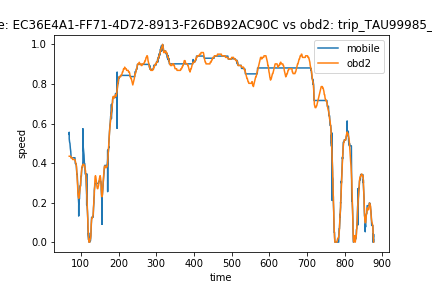 e: EC36E4A1-FF71-4D72-8913-F26DB92AC90C vs obd2: trip_TAU99985_
mobile
obd2
1.0
0.8
0.6
0.4
0.2
0.0
speed
100 200 300 400 500 600 700 800 900
time